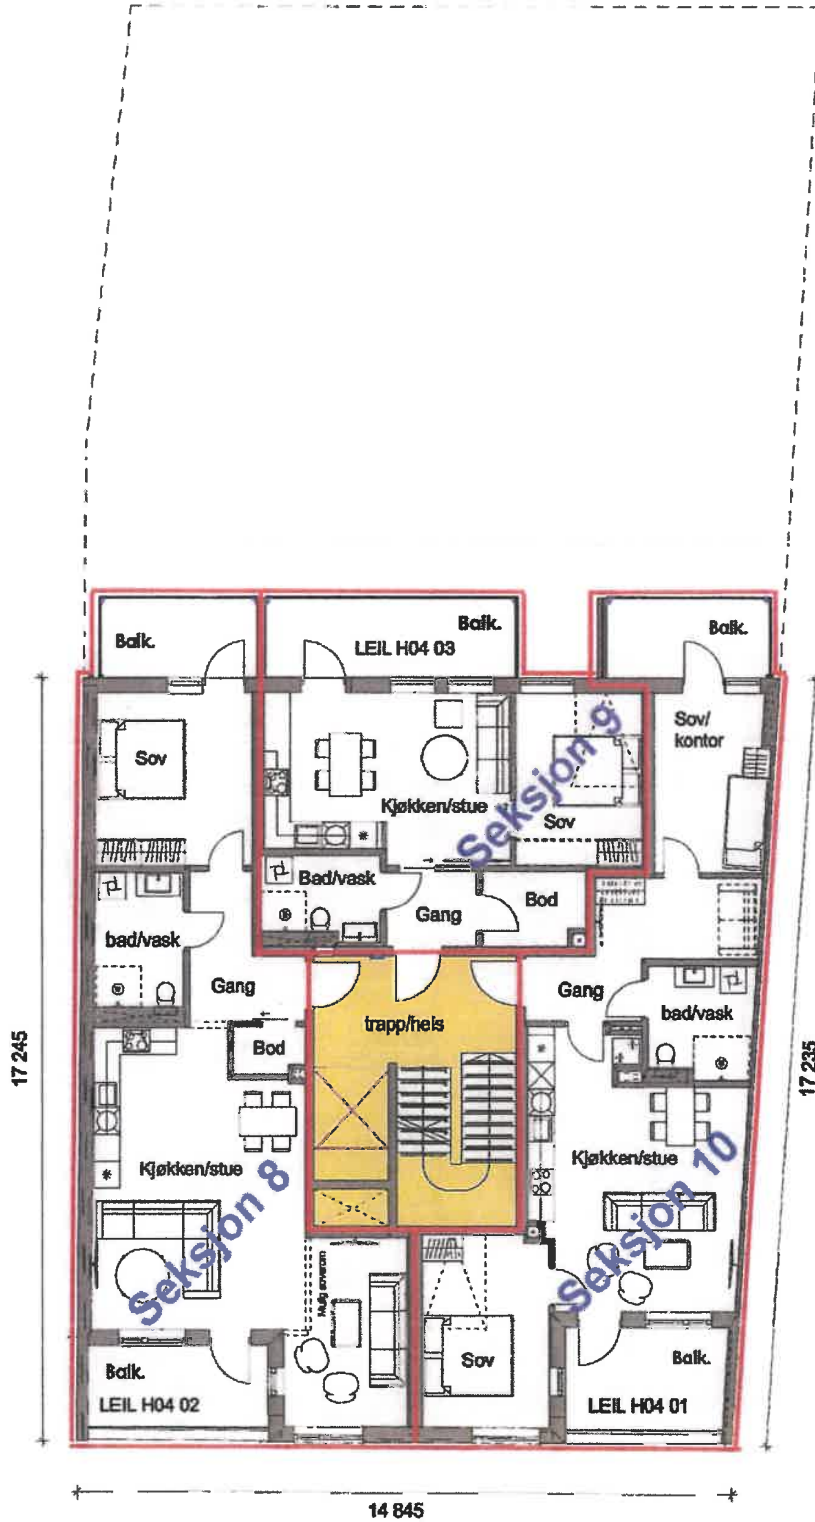 Balk.
LEIL H04 03
Balk.
Balk.
Sov
Kjøkken/stue
Seksjon 9
Sov
Sov/
kontor
Bad/vask
Gang
Bod
bad/vask
Gang
Bod
trapp/heis
Gang
bad/vask
17 245
17 235
Kjøkken/stue
Seksjon 8
Kjøkken/stue
Seksjon 10
Mulig soverom
Sov
Balk.
LEIL H04 02
Balk.
LEIL H04 01
14 845